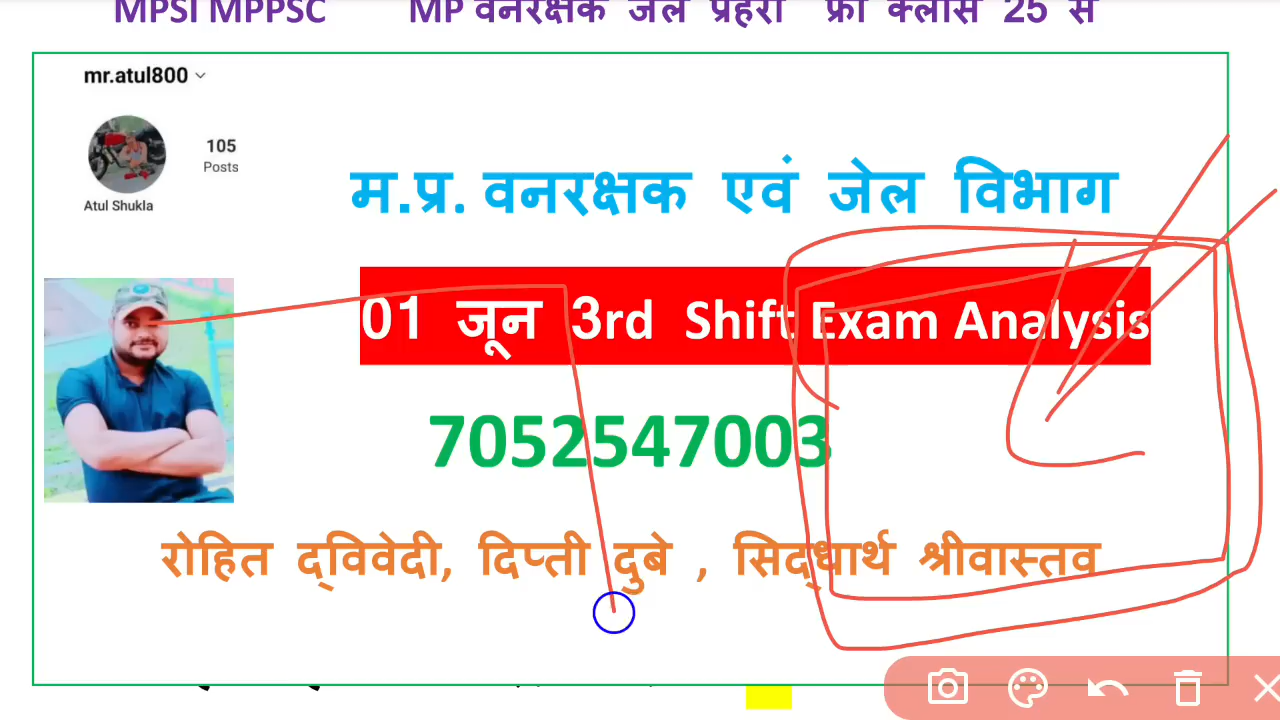 MPSI MPPSC MP वनरक्षक जेल प्रहरी फ्री क्लास 25 से
mr.atul800
105
Posts
Atul Shukla
म.प्र. वनरक्षक एवं जेल विभाग
01 जून 3rd Shift Exam Analysis
7052547003
रोहित द्विवेदी, दिप्ती दुबे , सिद्धार्थ श्रीवास्तव